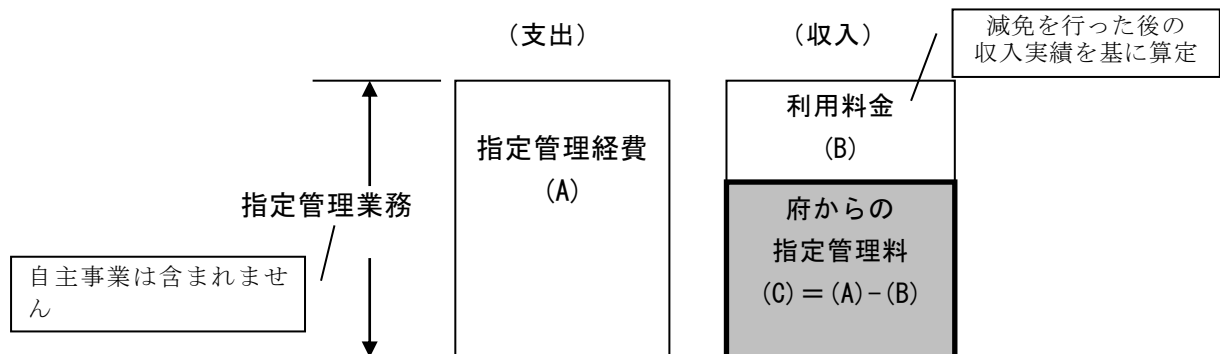 （支出）
（収入）
減免を行った後の
収入実績を基に算定
指定管理業務
自主事業は含まれませ
ん
指定管理経費
(A)
利用料金
(B)
府からの
指定管理料
(C)＝(A)-(B)